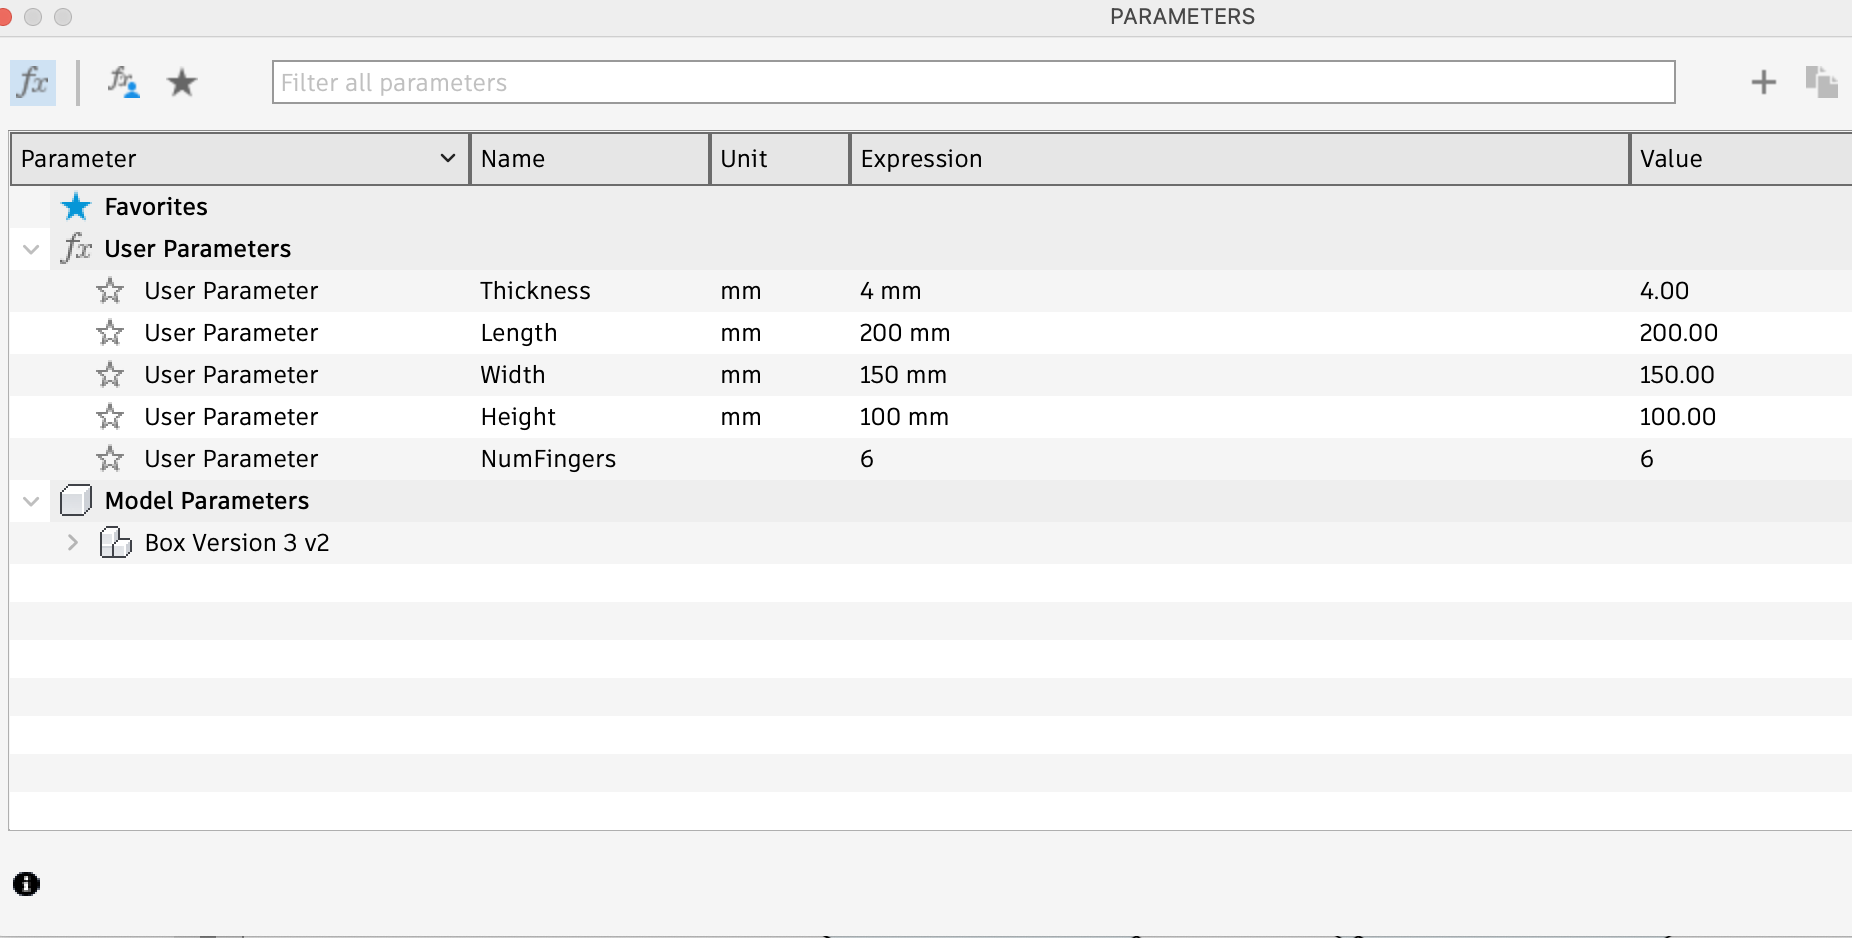 PARAMETERS
fx fx Filter all parameters
Parameter Name Unit Expression Value
Favorites
fx User Parameters
User Parameter Thickness mm 4 mm 4.00
User Parameter Length mm 200 mm 200.00
User Parameter Width mm 150 mm 150.00
User Parameter Height mm 100 mm 100.00
User Parameter NumFingers 6 6
Model Parameters
Box Version 3 v2